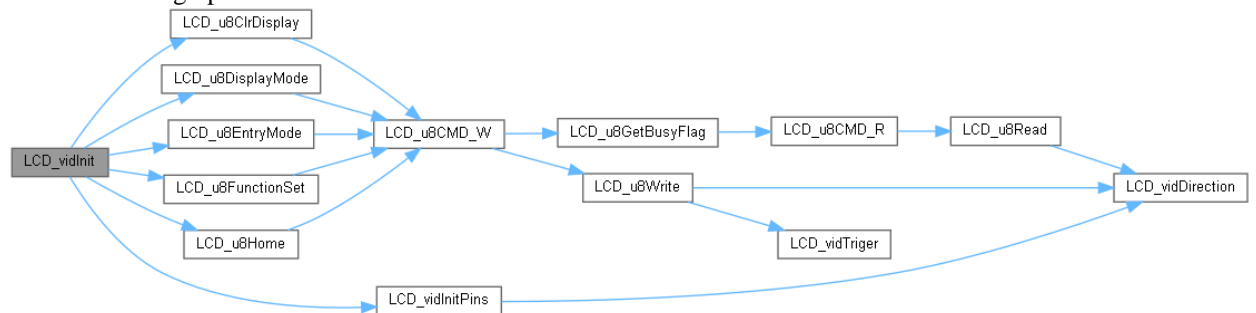 LCD_u8ClrDisplay
LCD_u8DisplayMode
LCD_u8EntryMode
LCD_u8CMD_W
LCD_u8GetBusyFlag
LCD_u8CMD_R
LCD_u8Read
LCD_vidInit
LCD_u8FunctionSet
LCD_u8Write
LCD_vidDirection
LCD_u8Home
LCD_vidTriger
LCD_vidInitPins